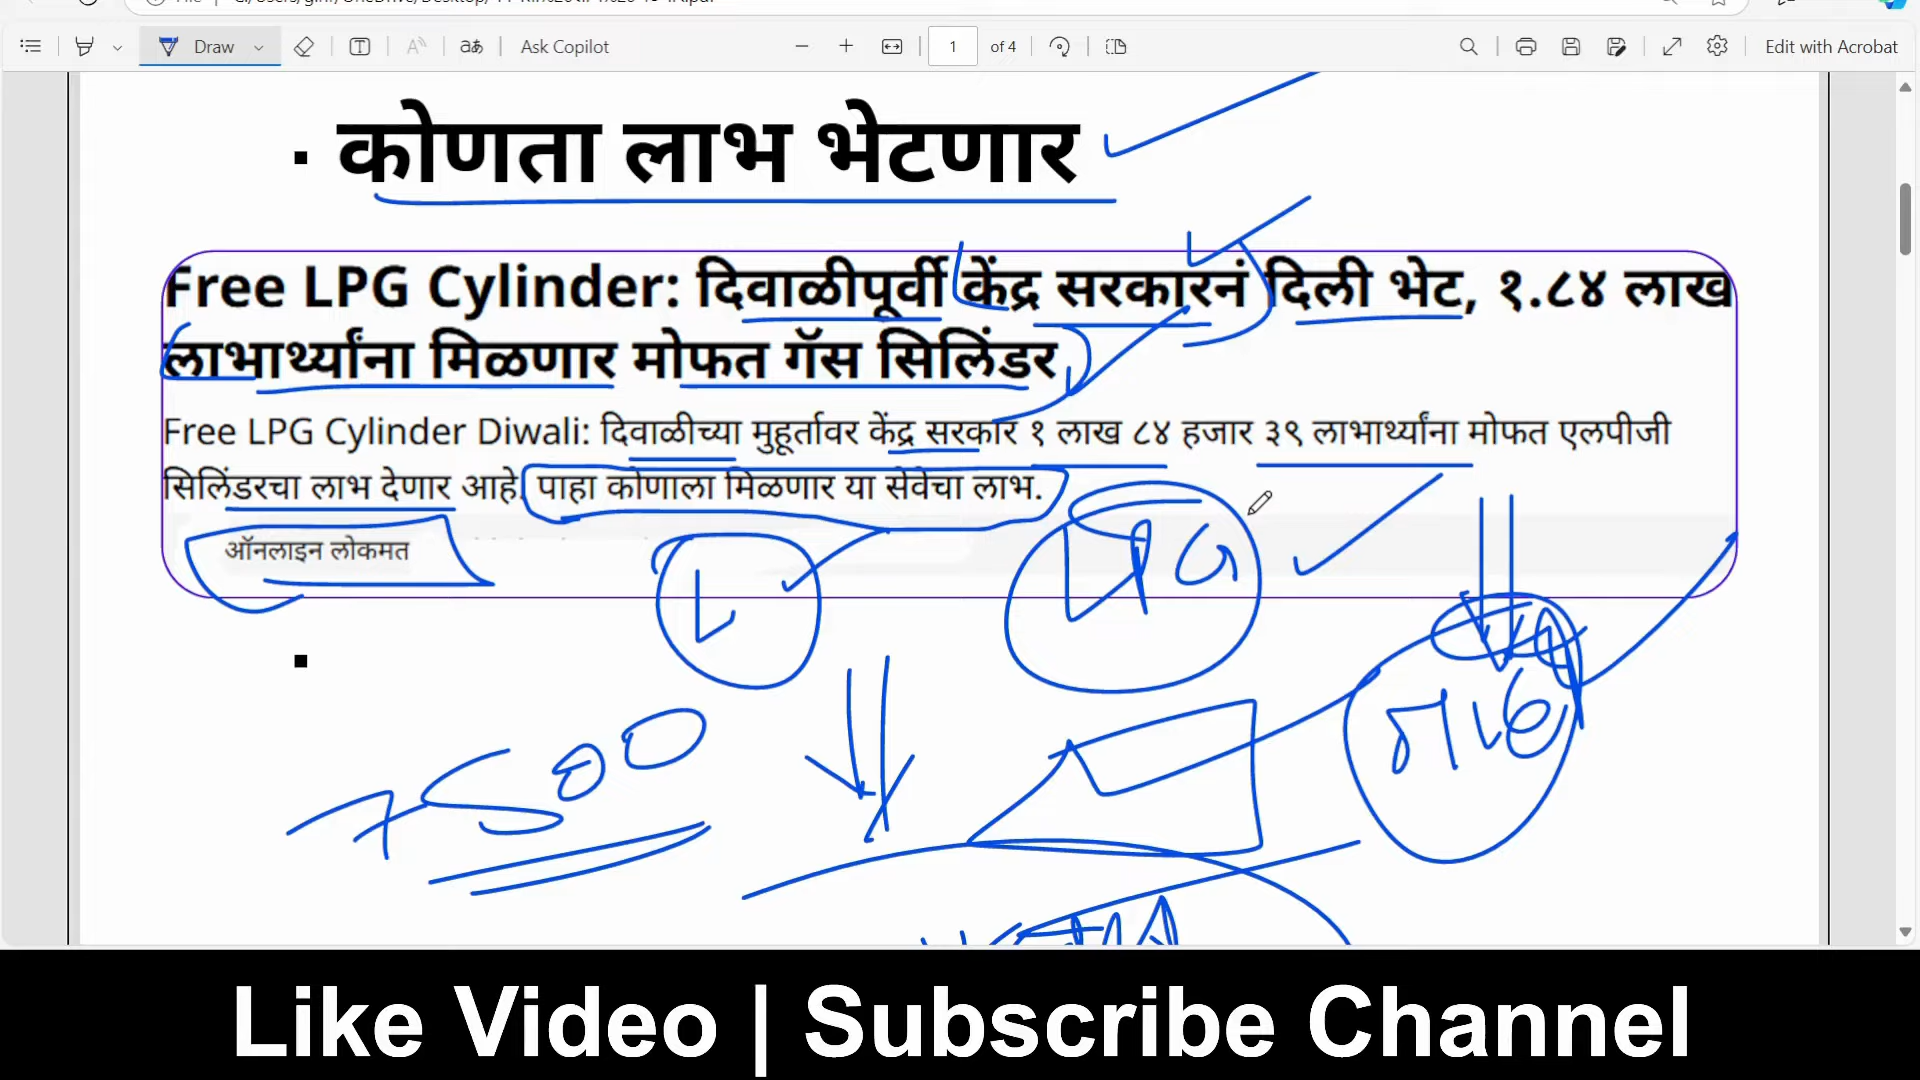 Draw
Ask Copilot
1 of 4
Edit with Acrobat
▪ कोणता लाभ भेटणार
Free LPG Cylinder: दिवाळीपूर्वी केंद्र सरकारनं दिली भेट, १.८४ लाख
लाभार्थ्यांना मिळणार मोफत गॅस सिलिंडर
Free LPG Cylinder Diwali: दिवाळीच्या मुहूर्तावर केंद्र सरकार १ लाख ८४ हजार ३९ लाभार्थ्यांना मोफत एलपीजी
सिलिंडरचा लाभ देणार आहे. पाहा कोणाला मिळणार या सेवेचा लाभ.
ऑनलाइन लोकमत
7500
Like Video | Subscribe Channel